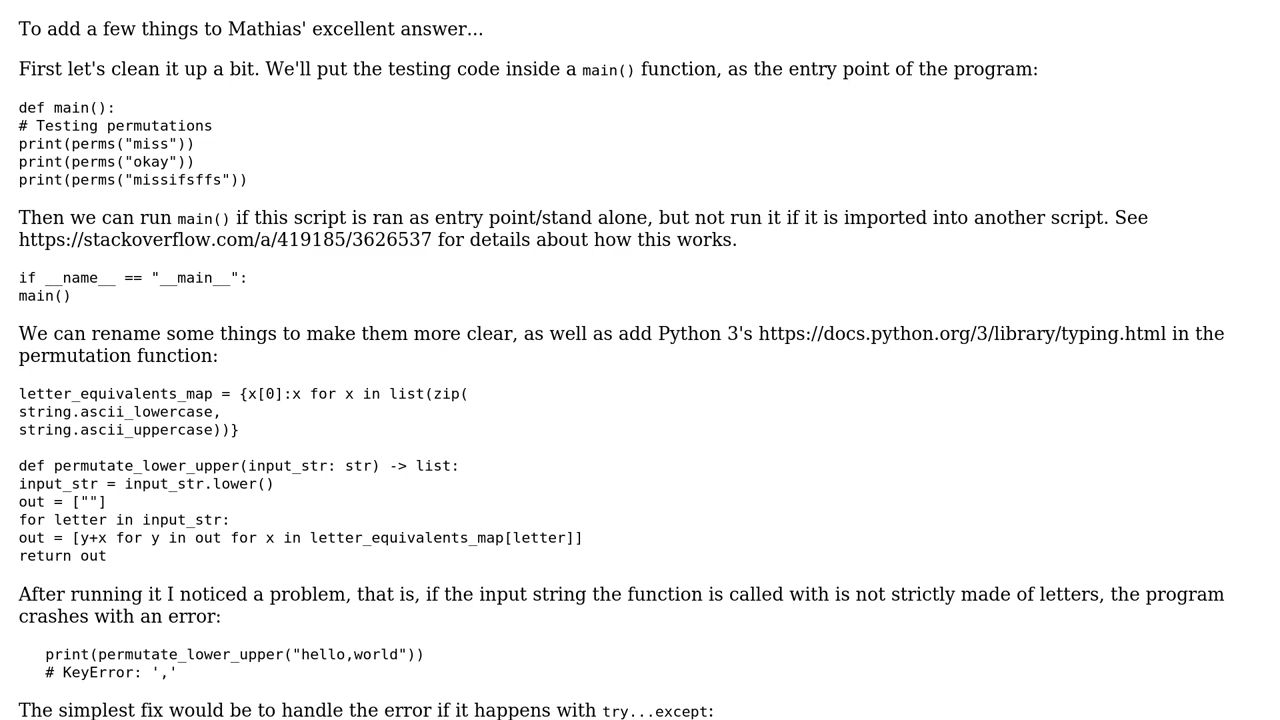 To add a few things to Mathias' excellent answer...
First let's clean it up a bit. We'll put the testing code inside a main() function, as the entry point of the program:
def main():
# Testing permutations
print(perms("miss"))
print(perms("okay"))
print(perms("missifsffs"))
Then we can run main() if this script is ran as entry point/stand alone, but not run it if it is imported into another script. See
https://stackoverflow.com/a/419185/3626537 for details about how this works.
if __name__ == "__main__":
main()
We can rename some things to make them more clear, as well as add Python 3's https://docs.python.org/3/library/typing.html in the
permutation function:
letter_equivalents_map = {x[0]:x for x in list(zip(
string.ascii_lowercase,
string.ascii_uppercase))}
def permutate_lower_upper(input_str: str) -> list:
input_str = input_str.lower()
out = [""]
for letter in input_str:
out = [y+x for y in out for x in letter_equivalents_map[letter]]
return out
After running it I noticed a problem, that is, if the input string the function is called with is not strictly made of letters, the program
crashes with an error:
print(permutate_lower_upper("hello,world"))
# KeyError: ','
The simplest fix would be to handle the error if it happens with try...except: